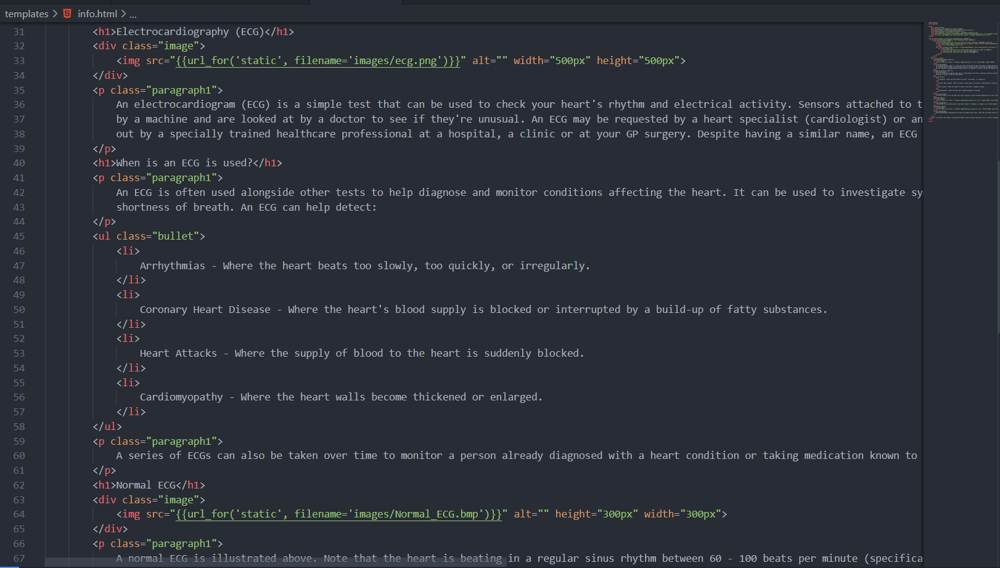 templates > info.html > ...
31 <h1>Electrocardiography (ECG)</h1>
32 <div class="image">
33 <img src="{{url_for('static', filename='images/ecg.png')}}" alt="" width="500px" height="500px">
34 </div>
35 <p class="paragraph1">
36 An electrocardiogram (ECG) is a simple test that can be used to check your heart's rhythm and electrical activity. Sensors attached to t
37 by a machine and are looked at by a doctor to see if they're unusual. An ECG may be requested by a heart specialist (cardiologist) or an
38 out by a specially trained healthcare professional at a hospital, a clinic or at your GP surgery. Despite having a similar name, an ECG
39 </p>
40 <h1>When is an ECG is used?</h1>
41 <p class="paragraph1">
42 An ECG is often used alongside other tests to help diagnose and monitor conditions affecting the heart. It can be used to investigate sy
43 shortness of breath. An ECG can help detect:
44 </p>
45 <ul class="bullet">
46 <li>
47 Arrhythmias - Where the heart beats too slowly, too quickly, or irregularly.
48 </li>
49 <li>
50 Coronary Heart Disease - Where the heart's blood supply is blocked or interrupted by a build-up of fatty substances.
51 </li>
52 <li>
53 Heart Attacks - Where the supply of blood to the heart is suddenly blocked.
54 </li>
55 <li>
56 Cardiomyopathy - Where the heart walls become thickened or enlarged.
57 </li>
58 </ul>
59 <p class="paragraph1">
60 A series of ECGs can also be taken over time to monitor a person already diagnosed with a heart condition or taking medication known to
61 </p>
62 <h1>Normal ECG</h1>
63 <div class="image">
64 <img src="{{url_for('static', filename='images/Normal_ECG.bmp')}}" alt="" height="300px" width="300px">
65 </div>
66 <p class="paragraph1">
67 A normal ECG is illustrated above. Note that the heart is beating in a regular sinus rhythm between 60 - 100 beats per minute (specifica